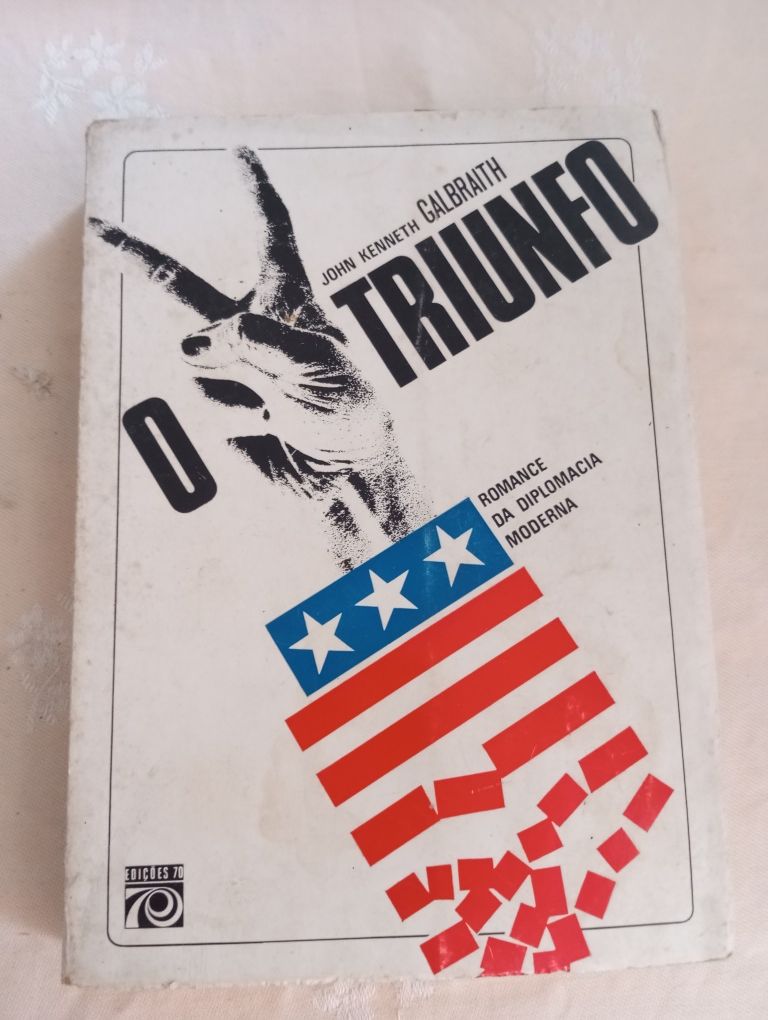 JOHN KENNETH GALBRAITH
O TRIUNFO
ROMANCE
DA DIPLOMACIA
MODERNA
EDIÇÕES 70